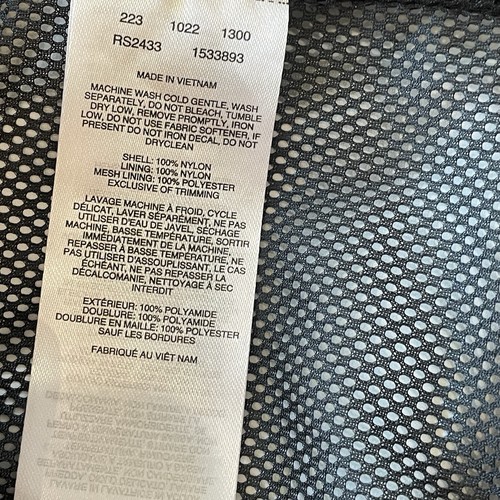 223 1022 1300
RS2433 1533893
MADE IN VIETNAM
MACHINE WASH COLD GENTLE, WASH
SEPARATELY, DO NOT BLEACH, TUMBLE
DRY LOW, REMOVE PROMPTLY, IRON
LOW, DO NOT USE FABRIC SOFTENER, IF
PRESENT DO NOT IRON DECAL, DO NOT
DRYCLEAN
SHELL: 100% NYLON
LINING: 100% NYLON
MESH LINING: 100% POLYESTER
EXCLUSIVE OF TRIMMING
LAVAGE MACHINE À FROID, CYCLE
DÉLICAT, LAVER SÉPARÉMENT, NE PAS
UTILISER D'EAU DE JAVEL, SÉCHAGE
MACHINE, BASSE TEMPÉRATURE, SORTIR
IMMÉDIATEMENT DE LA MACHINE,
REPASSER À BASSE TEMPÉRATURE, NE
PAS UTILISER D'ASSOUPLISSANT, LE CAS
ÉCHÉANT, NE PAS REPASSER LA
DÉCALCOMANIE, NETTOYAGE À SEC
INTERDIT
EXTÉRIEUR: 100% POLYAMIDE
DOUBLURE: 100% POLYAMIDE
DOUBLURE EN MAILLE: 100% POLYESTER
SAUF LES BORDURES
FABRIQUÉ AU VIÊT NAM